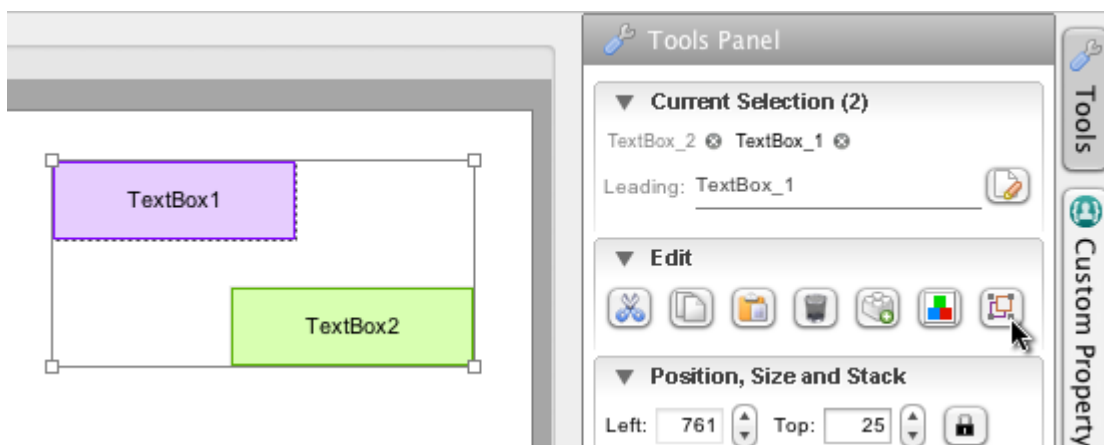 Tools Panel
Current Selection (2)
TextBox_2 TextBox_1
Leading: TextBox_1
Edit
Position, Size and Stack
Left: 761 Top: 25
TextBox1
TextBox2
Tools
Custom Property